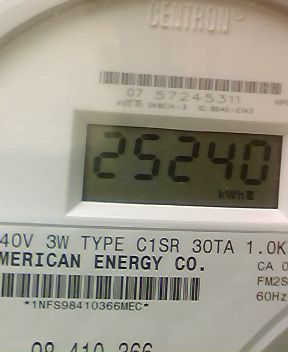 CENTRON
07 57245311
25240
kWh
40V 3W TYPE C1SR 30TA 1.0K
MERICAN ENERGY CO.
CA 0
FM2S
60Hz
*1NFS98410366MEC*
98 410 366